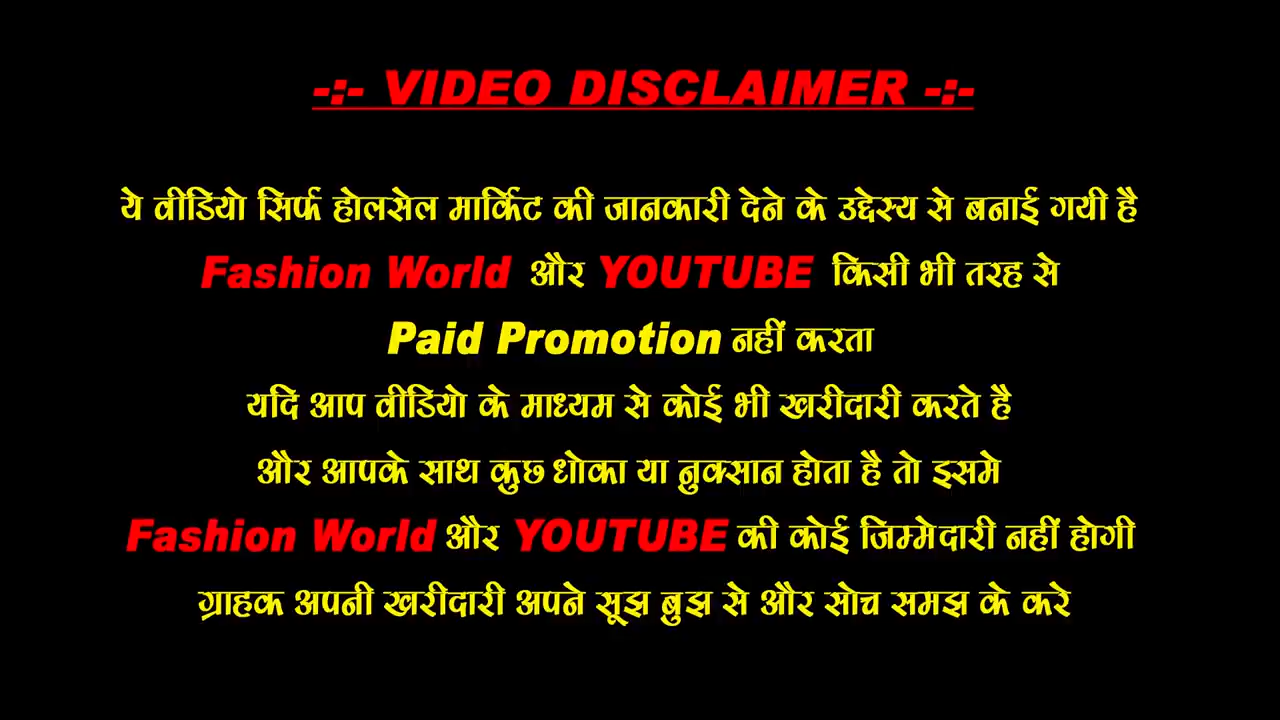 -:- VIDEO DISCLAIMER -:-
ये वीडियो सिर्फ होलसेल मार्किट की जानकारी देने के उद्देस्य से बनाई गयी है
Fashion World और YOUTUBE किसी भी तरह से
Paid Promotion नहीं करता
यदि आप वीडियो के माध्यम से कोई भी खरीदारी करते है
और आपके साथ कुछ धोका या नुक्सान होता है तो इसमे
Fashion World और YOUTUBE की कोई जिम्मेदारी नहीं होगी
ग्राहक अपनी खरीदारी अपने सूझ बुझ से और सोच समझ के करे